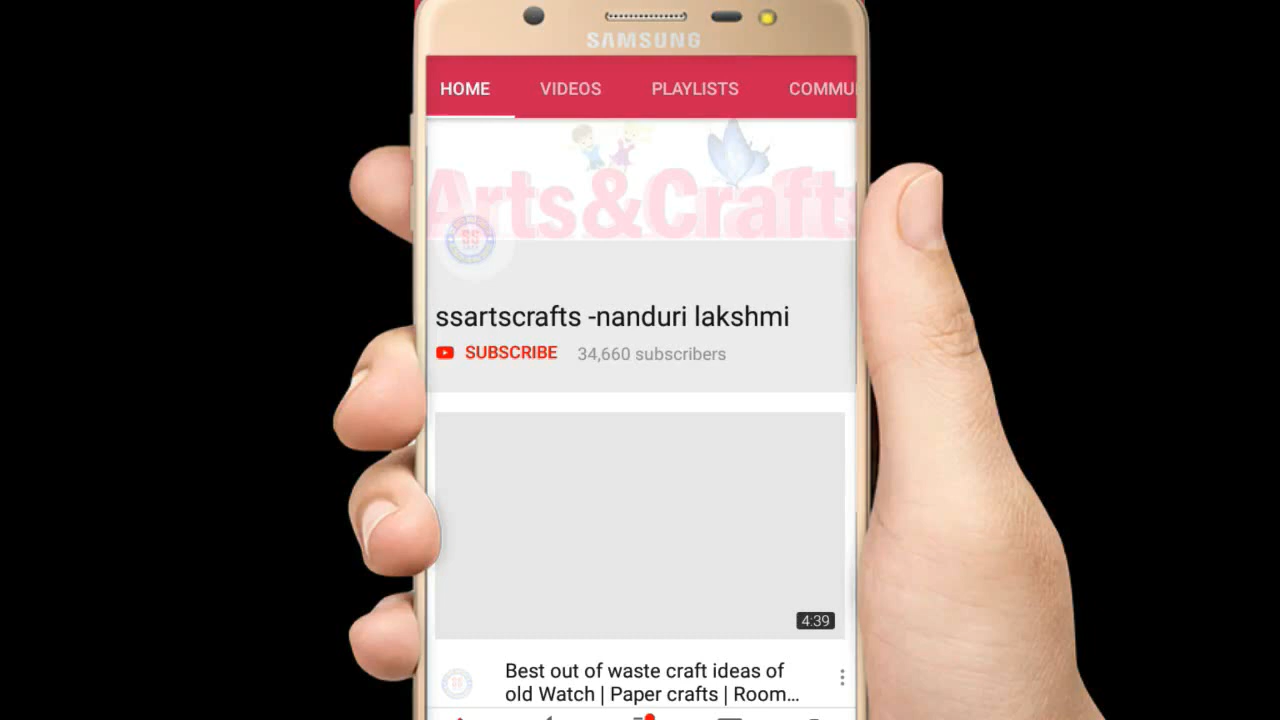 SAMSUNG
HOME VIDEOS PLAYLISTS COMMU
Arts&Crafts
SS
ssartscrafts -nanduri lakshmi
SUBSCRIBE 34,660 subscribers
4:39
Best out of waste craft ideas of
old Watch | Paper crafts | Room...